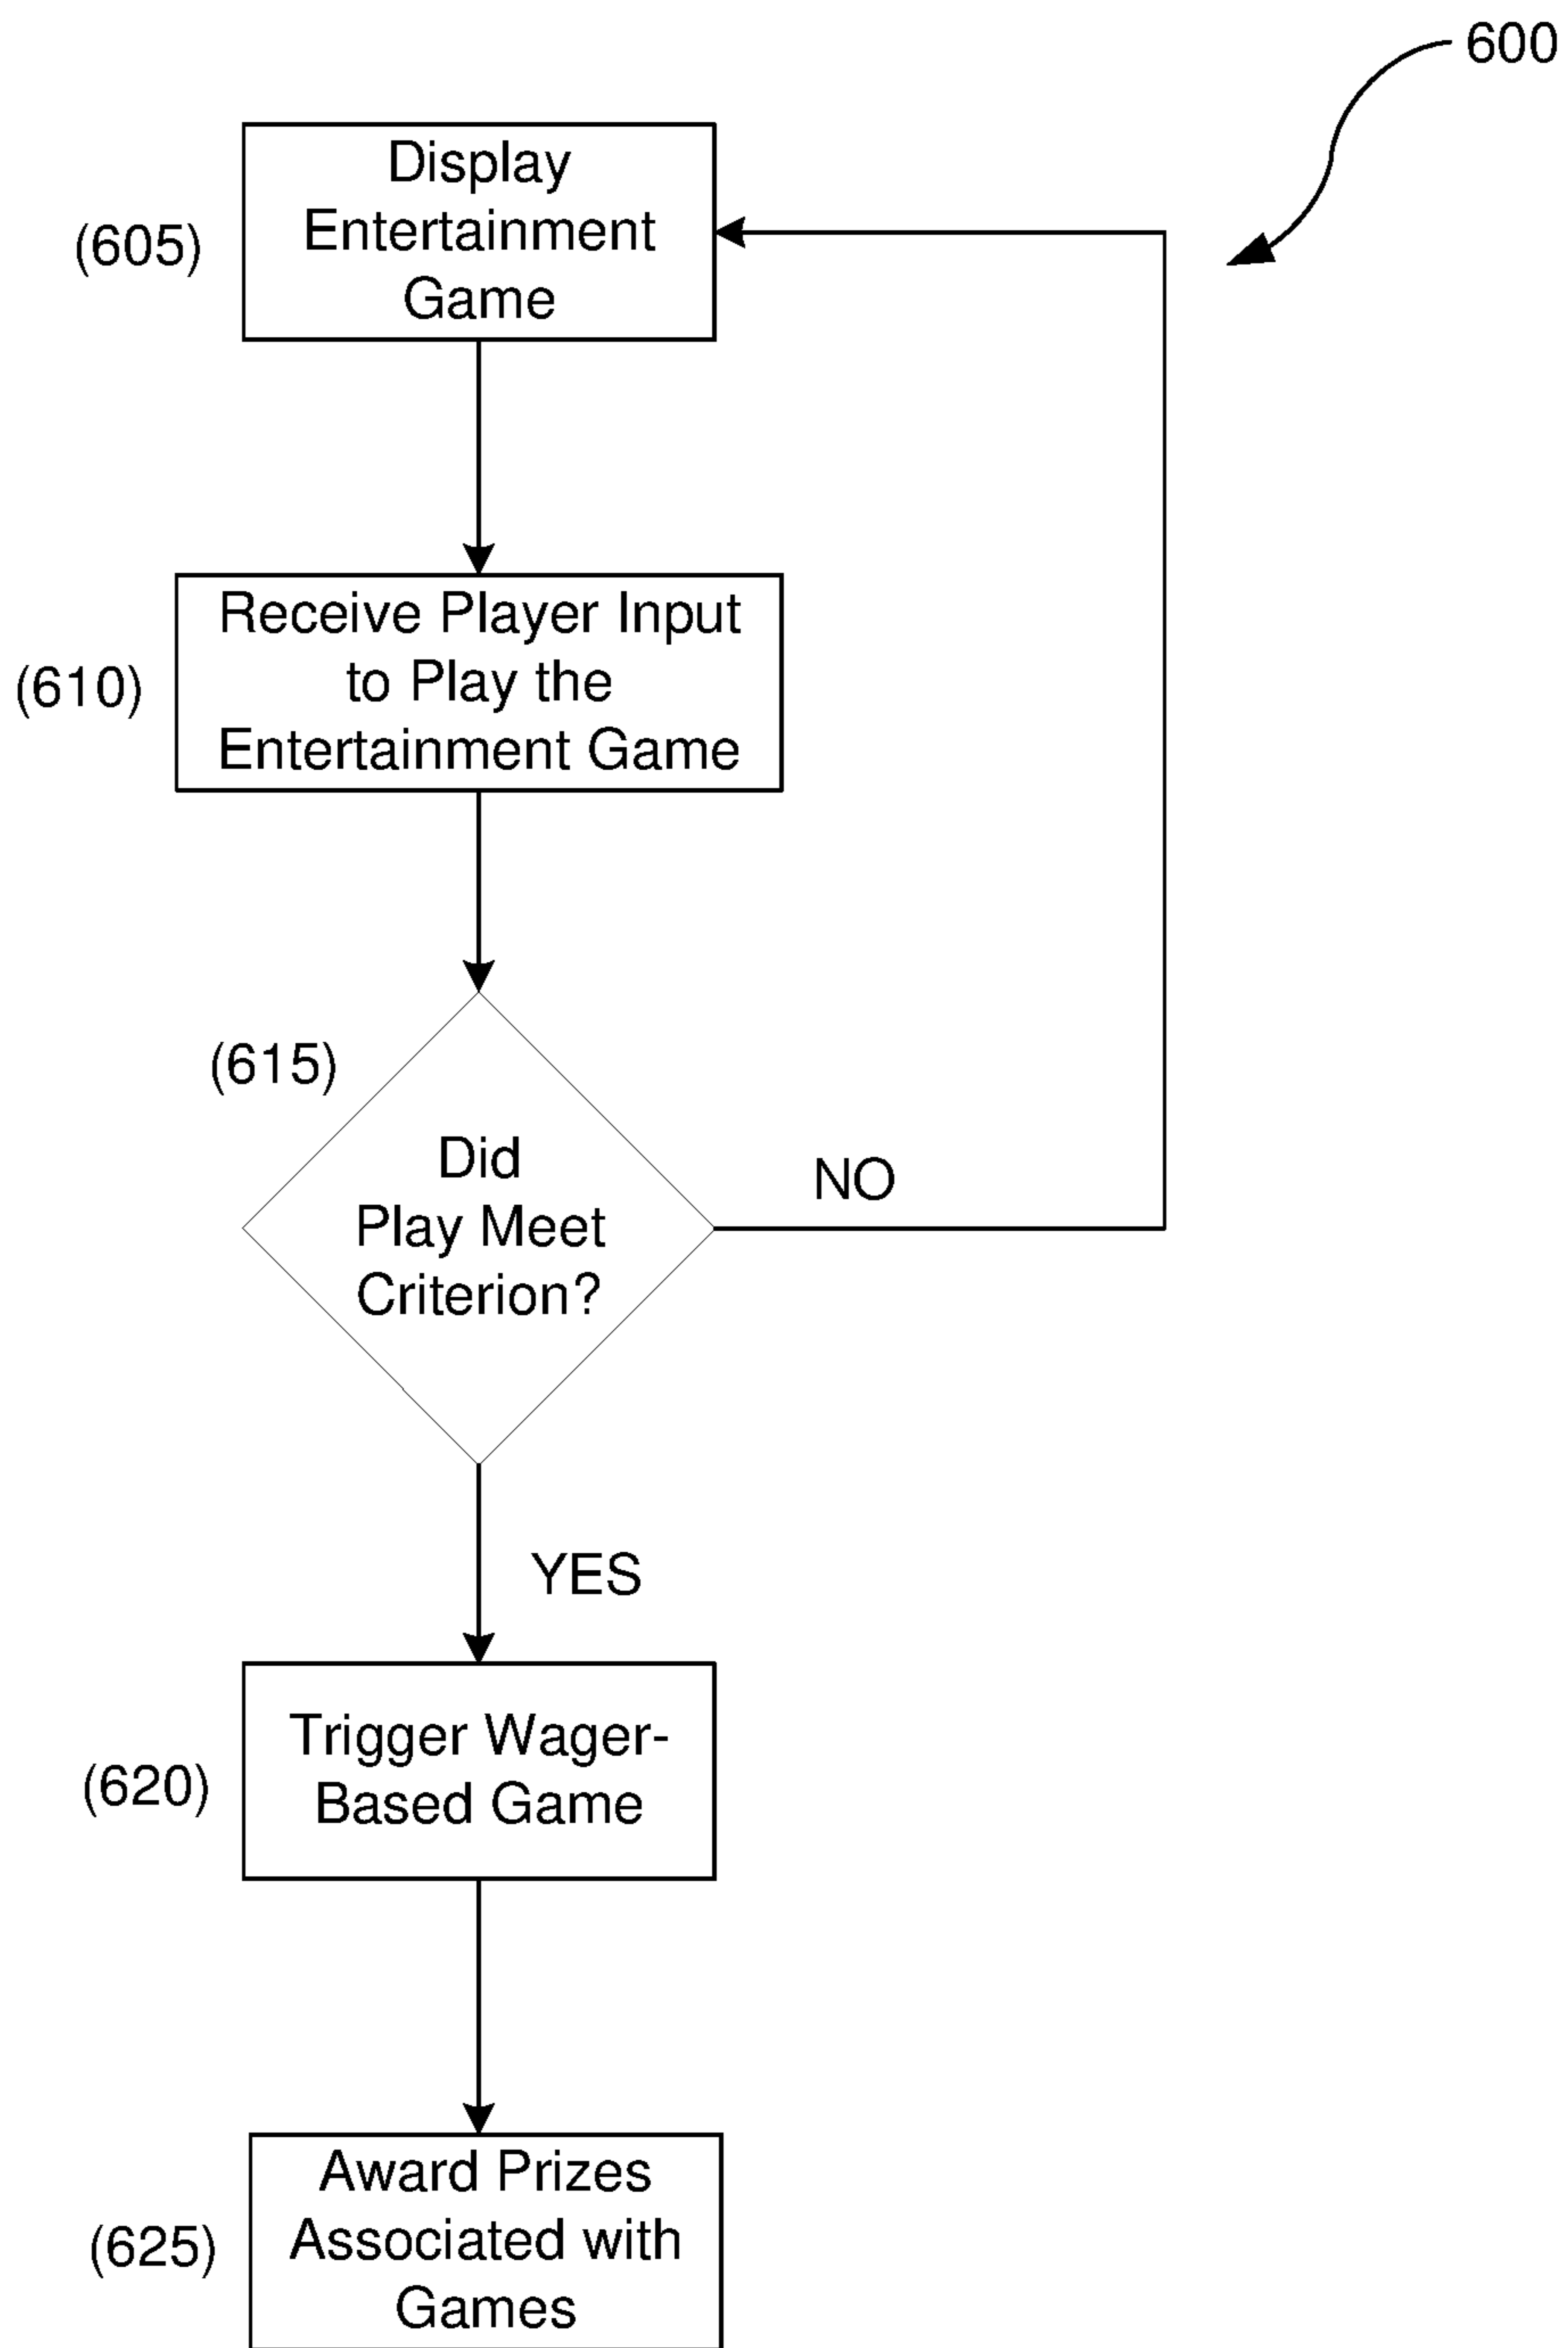 600
Display
Entertainment
Game
(605)
Receive Player Input
to Play the
Entertainment Game
(610)
(615)
Did
Play Meet
Criterion?
NO
YES
Trigger Wager-
Based Game
(620)
Award Prizes
Associated with
Games
(625)